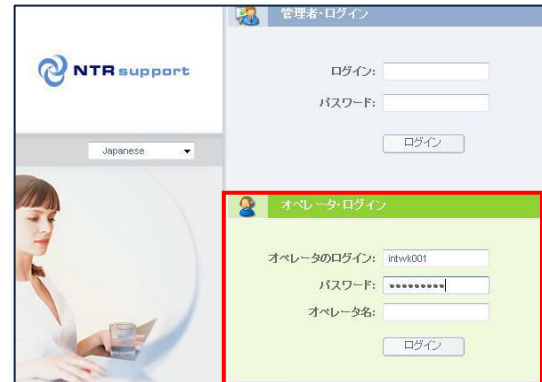 管理者・ログイン
NTR support
ログイン:
パスワード:
ログイン
Japanese
オペレータ・ログイン
オペレータのログイン: intwk001
パスワード: •••••••••
オペレータ名:
ログイン